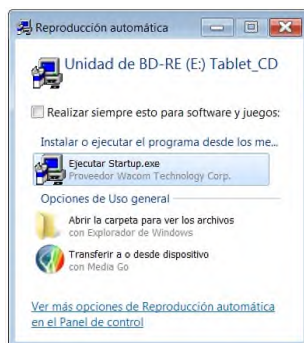 Reproducción automática
Unidad de BD-RE (E:) Tablet_CD
Realizar siempre esto para software y juegos:
Instalar o ejecutar el programa desde los me...
Ejecutar Startup.exe
Proveedor Wacom Technology Corp.
Opciones de Uso general
Abrir la carpeta para ver los archivos
con Explorador de Windows
Transferir a o desde dispositivo
con Media Go
Ver más opciones de Reproducción automática
en el Panel de control